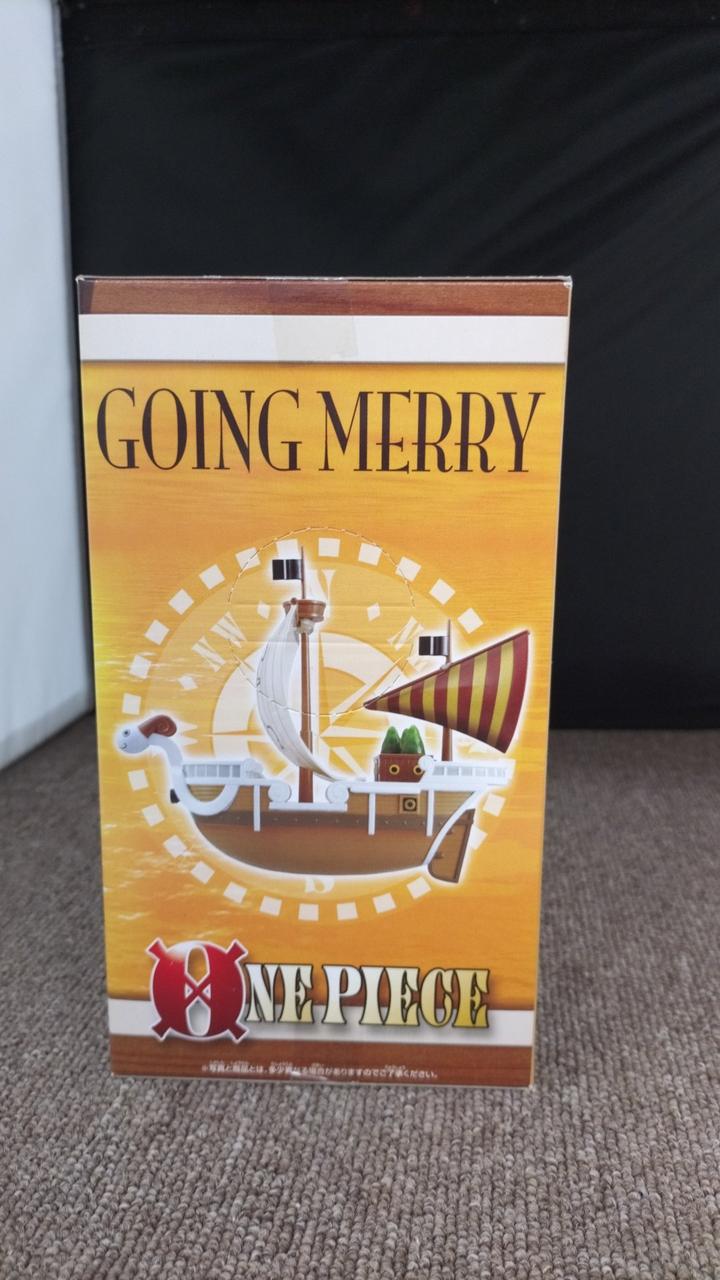 GOING MERRY
N
NW
S
ONE PIECE
※写真と商品とは、多少異なる場合がありますのでご了承ください。